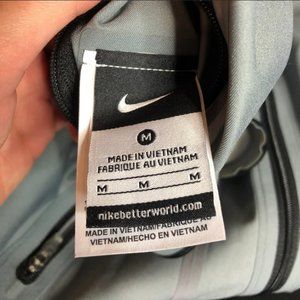 M
MADE IN VIETNAM
FABRIQUE AU VIETNAM
M M M
nikebetterworld.com
MADE IN VIETNAM/FABRIQUE AU
VIETNAM/HECHO EN VIETNAM